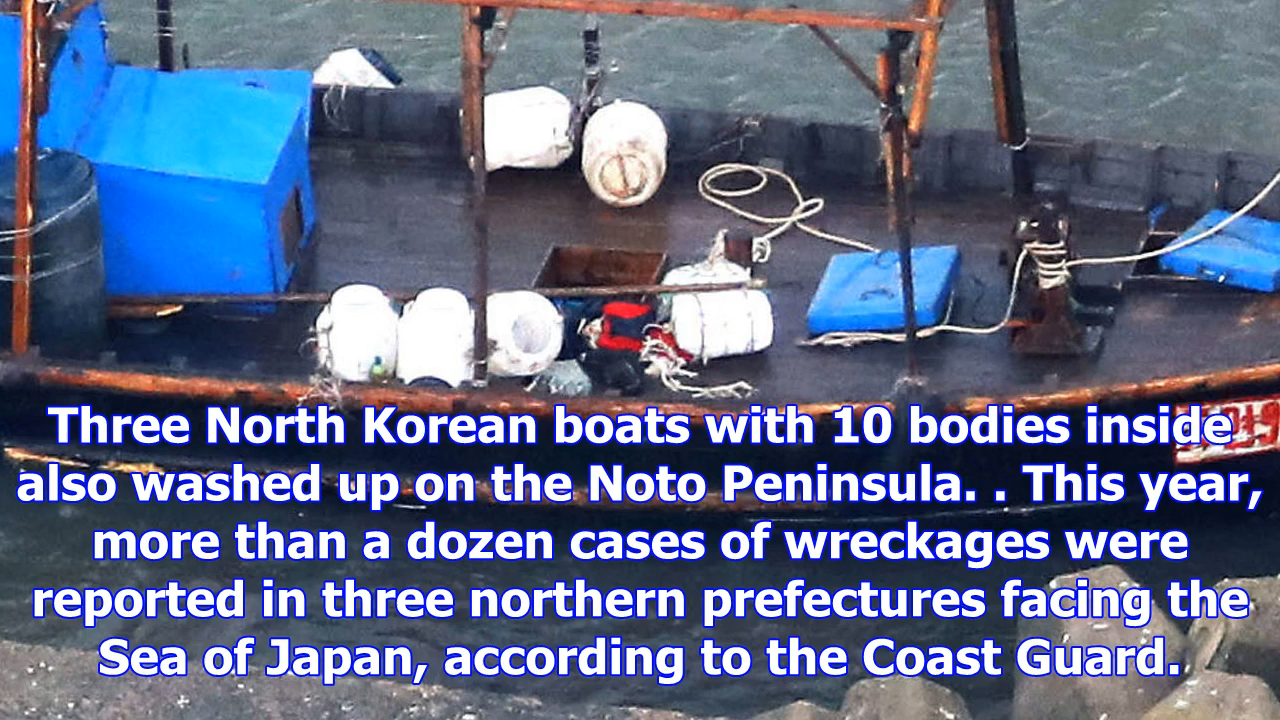 Three North Korean boats with 10 bodies inside
also washed up on the Noto Peninsula. . This year,
more than a dozen cases of wreckages were
reported in three northern prefectures facing the
Sea of Japan, according to the Coast Guard.